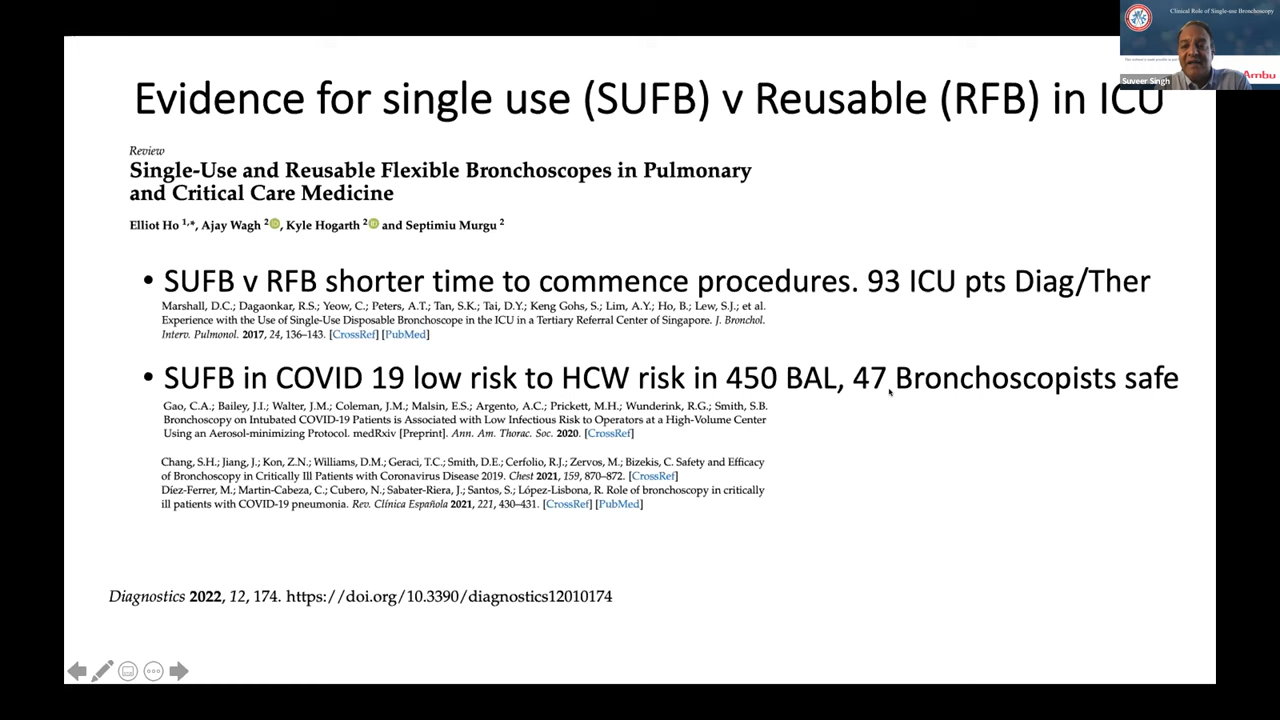 Clinical Role of Single-use Bronchoscopy
Ambu
Suveer Singh
Evidence for single use (SUFB) v Reusable (RFB) in ICU
Review
Single-Use and Reusable Flexible Bronchoscopes in Pulmonary
and Critical Care Medicine
Elliot Ho 1,*, Ajay Wagh 2, Kyle Hogarth 2 and Septimiu Murgu 2
• SUFB v RFB shorter time to commence procedures. 93 ICU pts Diag/Ther
Marshall, D.C.; Dagaonkar, R.S.; Yeow, C.; Peters, A.T.; Tan, S.K.; Tai, D.Y.; Keng Gohs, S.; Lim, A.Y.; Ho, B.; Lew, S.J.; et al.
Experience with the Use of Single-Use Disposable Bronchoscope in the ICU in a Tertiary Referral Center of Singapore. J. Bronchol.
Interv. Pulmonol. 2017, 24, 136–143. [CrossRef] [PubMed]
• SUFB in COVID 19 low risk to HCW risk in 450 BAL, 47 Bronchoscopists safe
Gao, C.A.; Bailey, J.I.; Walter, J.M.; Coleman, J.M.; Malsin, E.S.; Argento, A.C.; Prickett, M.H.; Wunderink, R.G.; Smith, S.B.
Bronchoscopy on Intubated COVID-19 Patients is Associated with Low Infectious Risk to Operators at a High-Volume Center
Using an Aerosol-minimizing Protocol. medRxiv [Preprint]. Ann. Am. Thorac. Soc. 2020. [CrossRef]
Chang, S.H.; Jiang, J.; Kon, Z.N.; Williams, D.M.; Geraci, T.C.; Smith, D.E.; Cerfolio, R.J.; Zervos, M.; Bizekis, C. Safety and Efficacy
of Bronchoscopy in Critically Ill Patients with Coronavirus Disease 2019. Chest 2021, 159, 870–872. [CrossRef]
Díez-Ferrer, M.; Martin-Cabeza, C.; Cubero, N.; Sabater-Riera, J.; Santos, S.; López-Lisbona, R. Role of bronchoscopy in critically
ill patients with COVID-19 pneumonia. Rev. Clínica Española 2021, 221, 430–431. [CrossRef] [PubMed]
Diagnostics 2022, 12, 174. https://doi.org/10.3390/diagnostics12010174